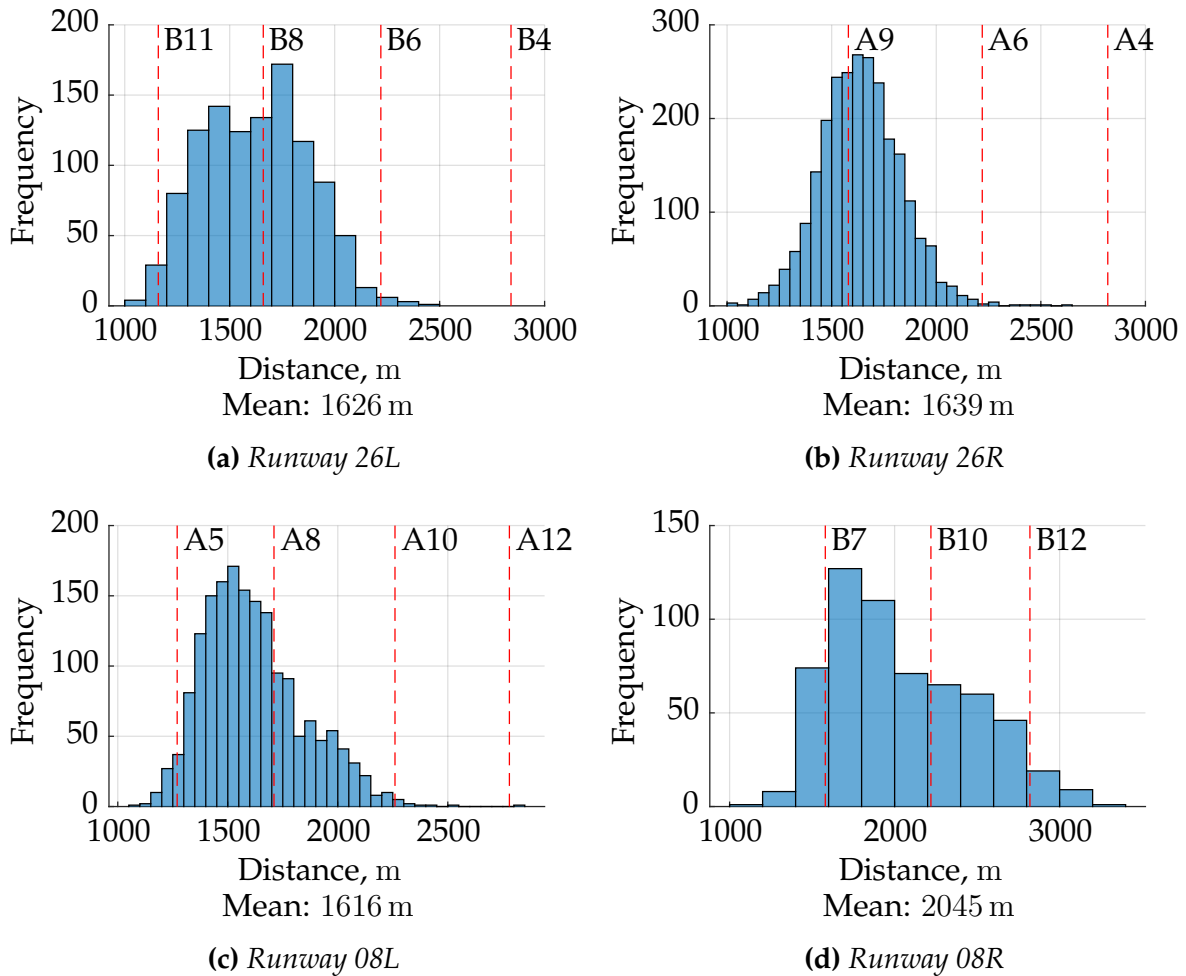 200
150
100
50
0
Frequency
B11
B8
B6
B4
1000
1500
2000
2500
3000
Distance, m
Mean: 1626 m
(a) Runway 26L
300
200
100
0
Frequency
A9
A6
A4
1000
1500
2000
2500
3000
Distance, m
Mean: 1639 m
(b) Runway 26R
200
150
100
50
0
Frequency
A5
A8
A10
A12
1000
1500
2000
2500
Distance, m
Mean: 1616 m
(c) Runway 08L
150
100
50
0
Frequency
B7
B10
B12
1000
2000
3000
Distance, m
Mean: 2045 m
(d) Runway 08R